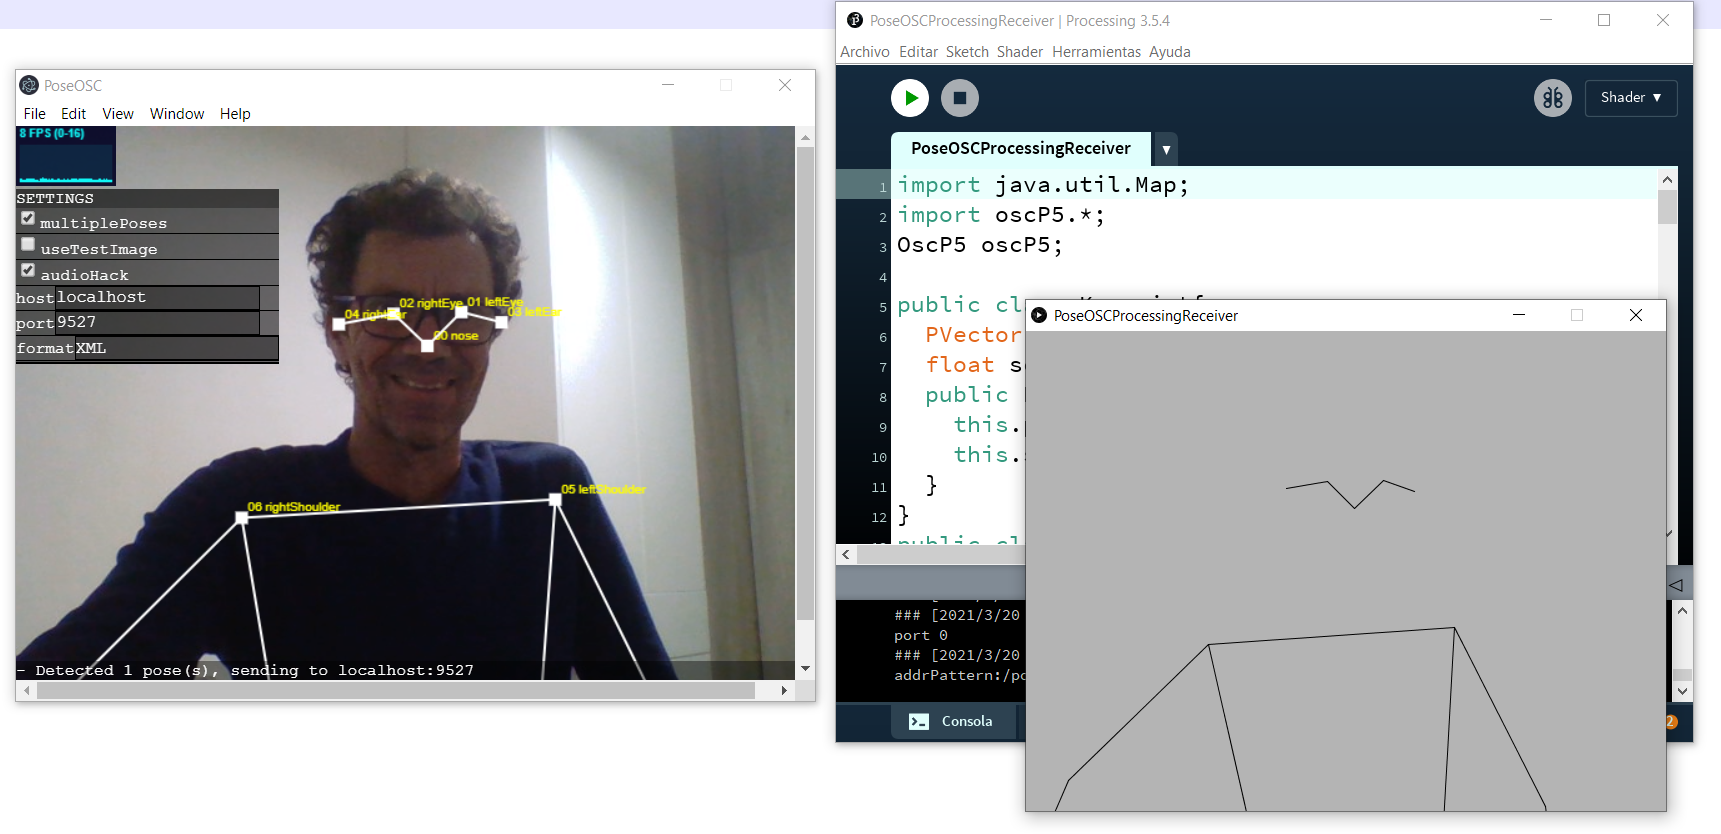 PoseOSC
File Edit View Window Help
8 FPS (0-16)
SETTINGS
multiplePoses
useTestImage
audioHack
host localhost
port 9527
format XML
02 rightEye
01 leftEye
04 rightEar
03 leftEar
00 nose
05 leftShoulder
06 rightShoulder
- Detected 1 pose(s), sending to localhost:9527
PoseOSCProcessingReceiver | Processing 3.5.4
Archivo Editar Sketch Shader Herramientas Ayuda
Shader ▼
PoseOSCProcessingReceiver ▼
1 import java.util.Map;
2 import oscP5.*;
3 OscP5 oscP5;
4
5 public cl
6 PVector
7 float s
8 public
9 this.
10 this.
11 }
12 }
public cl
### [2021/3/20
port 0
### [2021/3/20
addrPattern:/po
Consola
2
PoseOSCProcessingReceiver